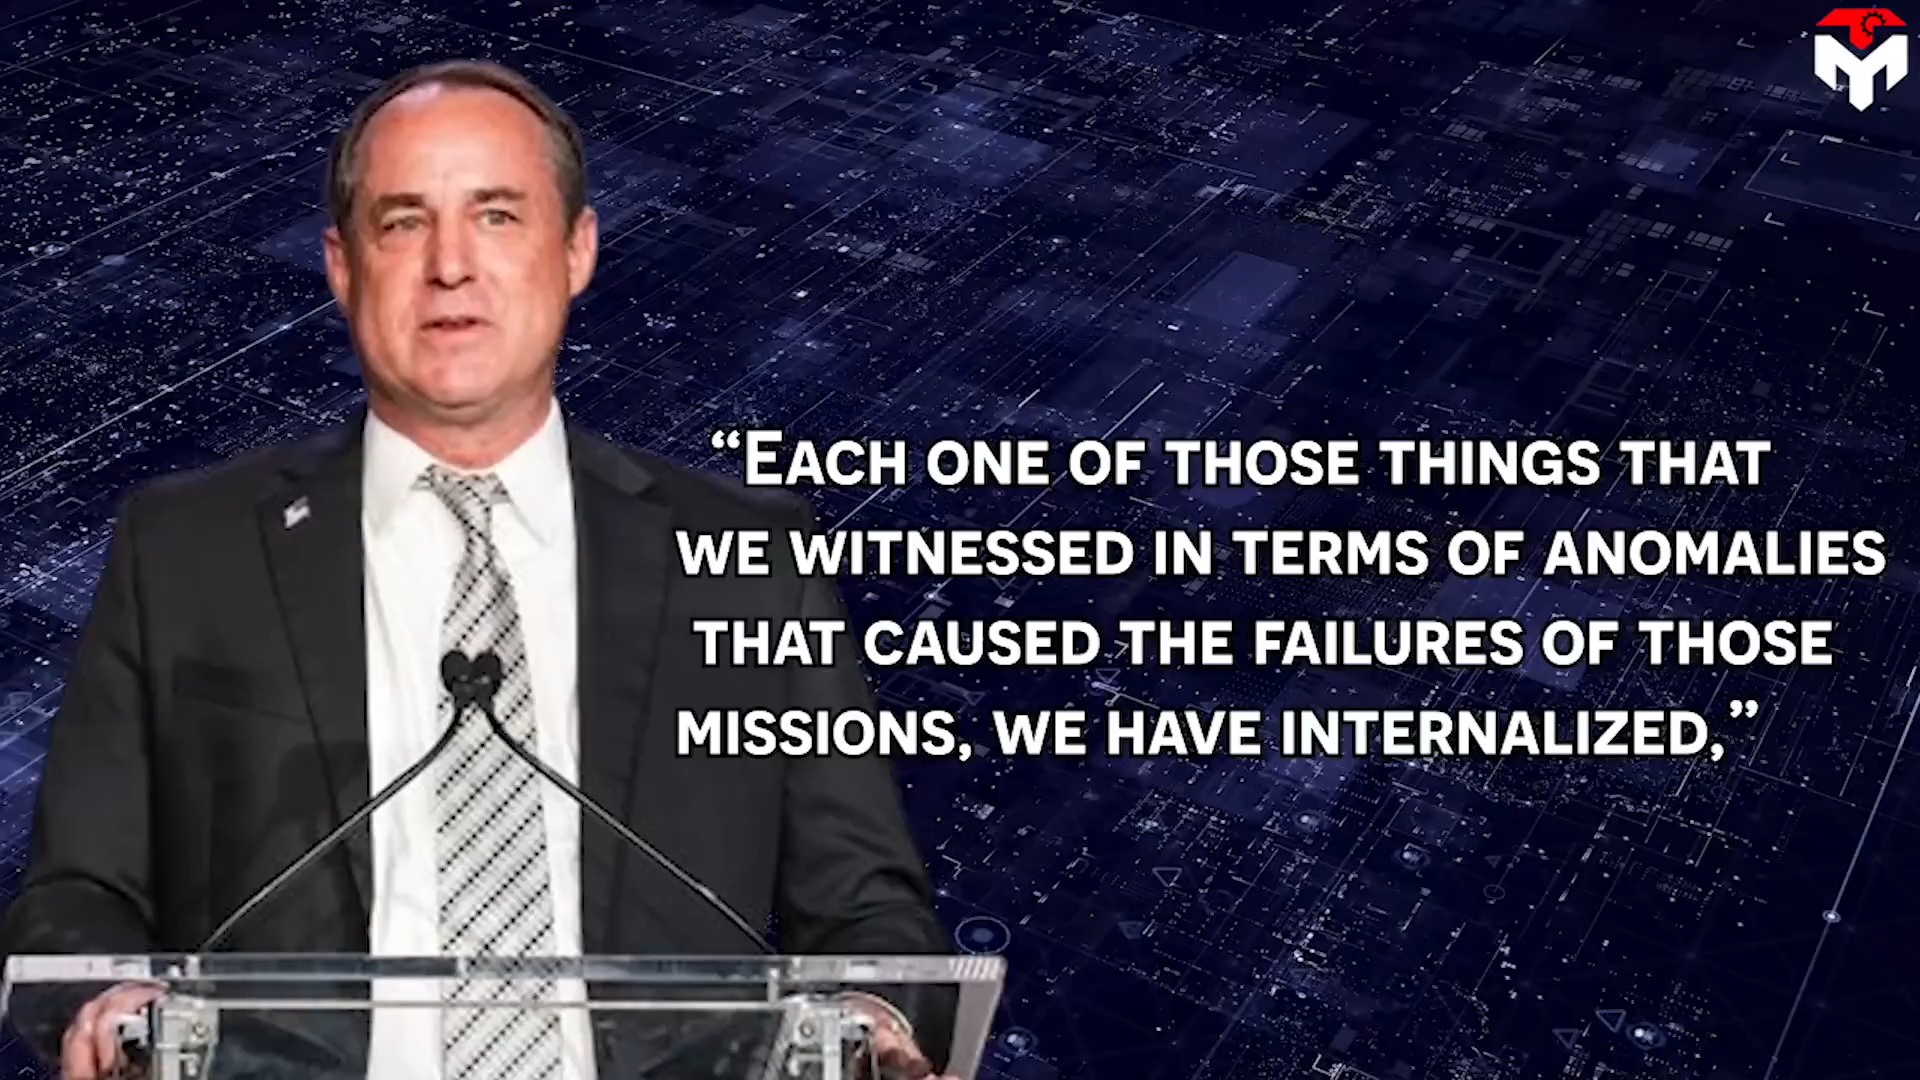 “Each one of those things that
we witnessed in terms of anomalies
that caused the failures of those
missions, we have internalized,”